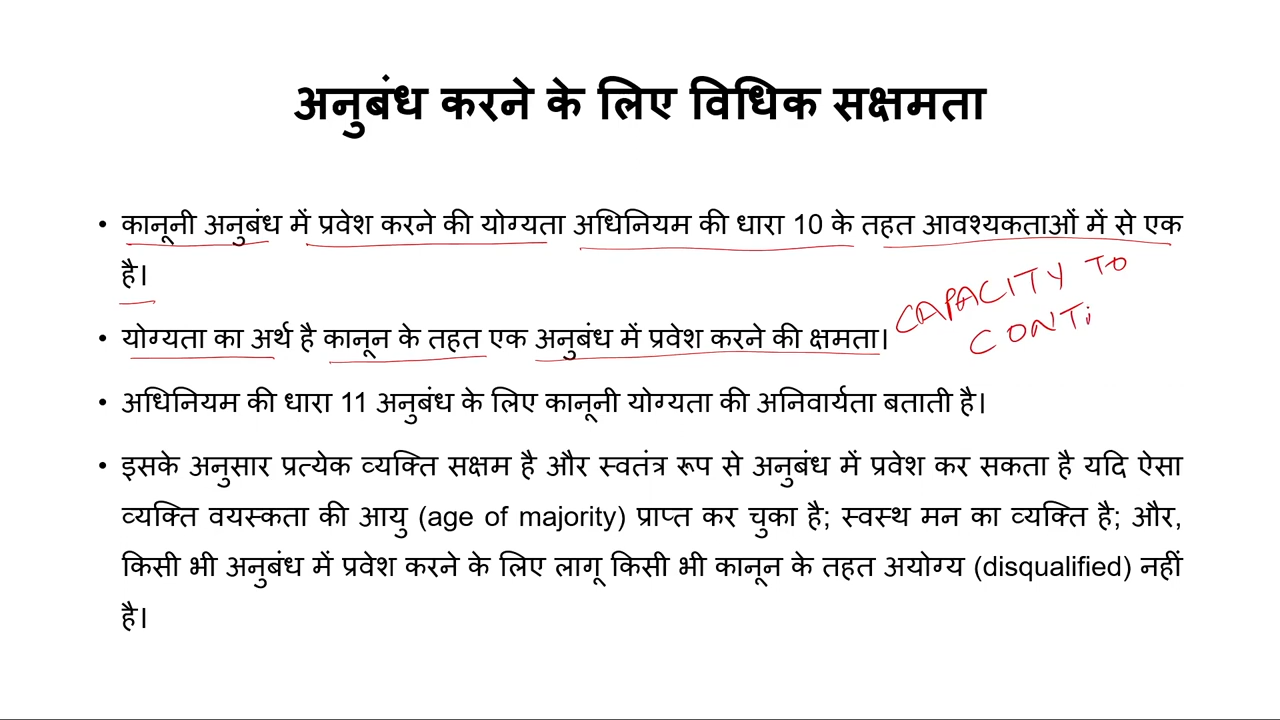 अनुबंध करने के लिए विधिक सक्षमता
• कानूनी अनुबंध में प्रवेश करने की योग्यता अधिनियम की धारा 10 के तहत आवश्यकताओं में से एक
है।
CAPACITY TO
• योग्यता का अर्थ है कानून के तहत एक अनुबंध में प्रवेश करने की क्षमता।
• अधिनियम की धारा 11 अनुबंध के लिए कानूनी योग्यता की अनिवार्यता बताती है।
• इसके अनुसार प्रत्येक व्यक्ति सक्षम है और स्वतंत्र रूप से अनुबंध में प्रवेश कर सकता है यदि ऐसा
व्यक्ति वयस्कता की आयु (age of majority) प्राप्त कर चुका है; स्वस्थ मन का व्यक्ति है; और,
किसी भी अनुबंध में प्रवेश करने के लिए लागू किसी भी कानून के तहत अयोग्य (disqualified) नहीं
है।